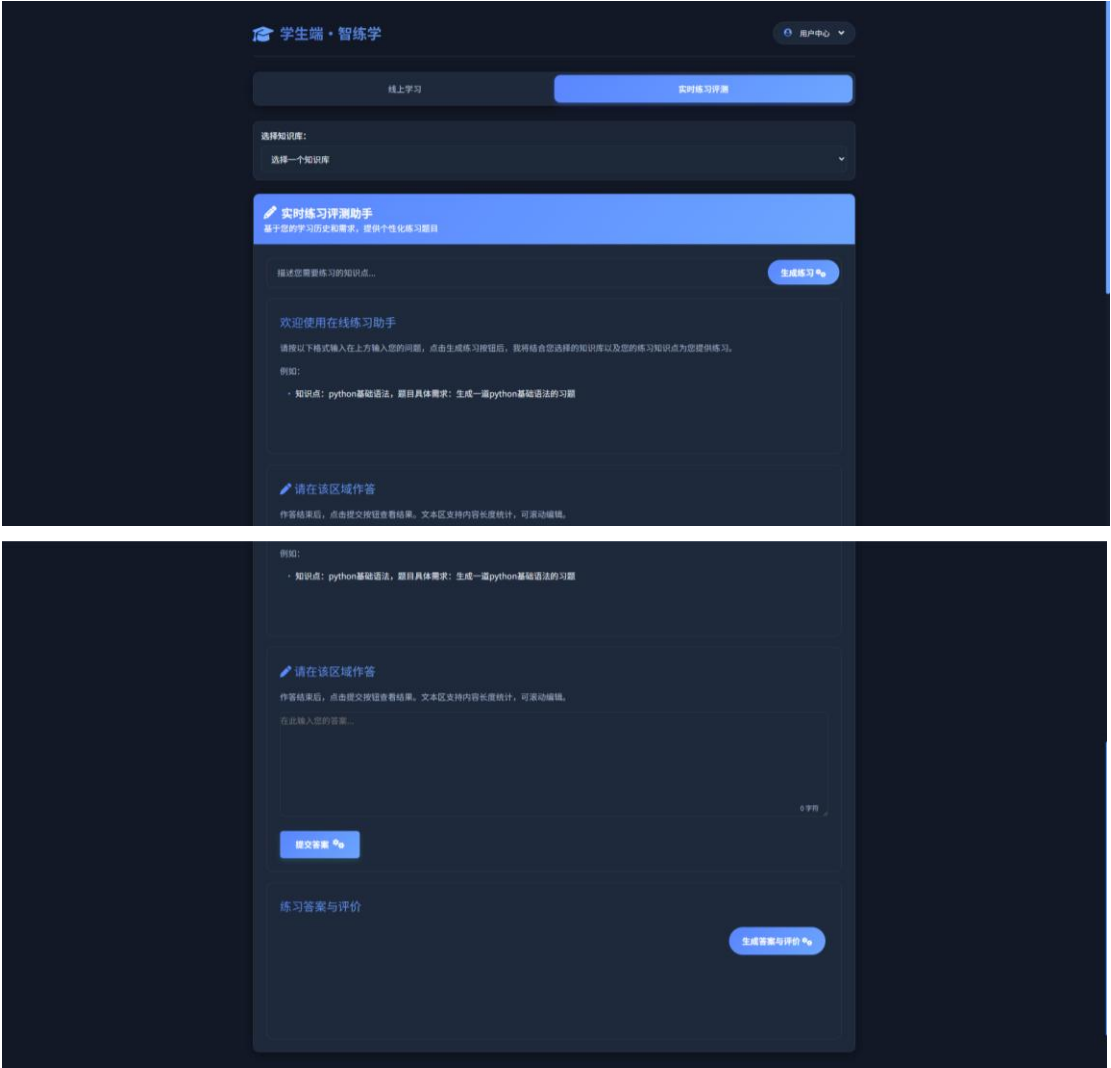 学生端·智练学
用户中心
线上学习
实时练习评测
选择知识库：
选择一个知识库
实时练习评测助手
基于您的学习历史和需求，提供个性化练习题目
描述您需要练习的知识点...
生成练习
欢迎使用在线练习助手
请按以下格式输入在上方输入您的问题，点击生成练习按钮后，我将结合您选择的知识库以及您的练习知识点为您提供练习。
例如：
· 知识点：python基础语法，题目具体需求：生成一道python基础语法的习题
请在该区域作答
作答结束后，点击提交按钮查看结果。文本区支持内容长度统计，可滚动编辑。
例如：
· 知识点：python基础语法，题目具体需求：生成一道python基础语法的习题
请在该区域作答
作答结束后，点击提交按钮查看结果。文本区支持内容长度统计，可滚动编辑。
在此输入您的答案...
0 字符
提交答案
练习答案与评价
生成答案与评价